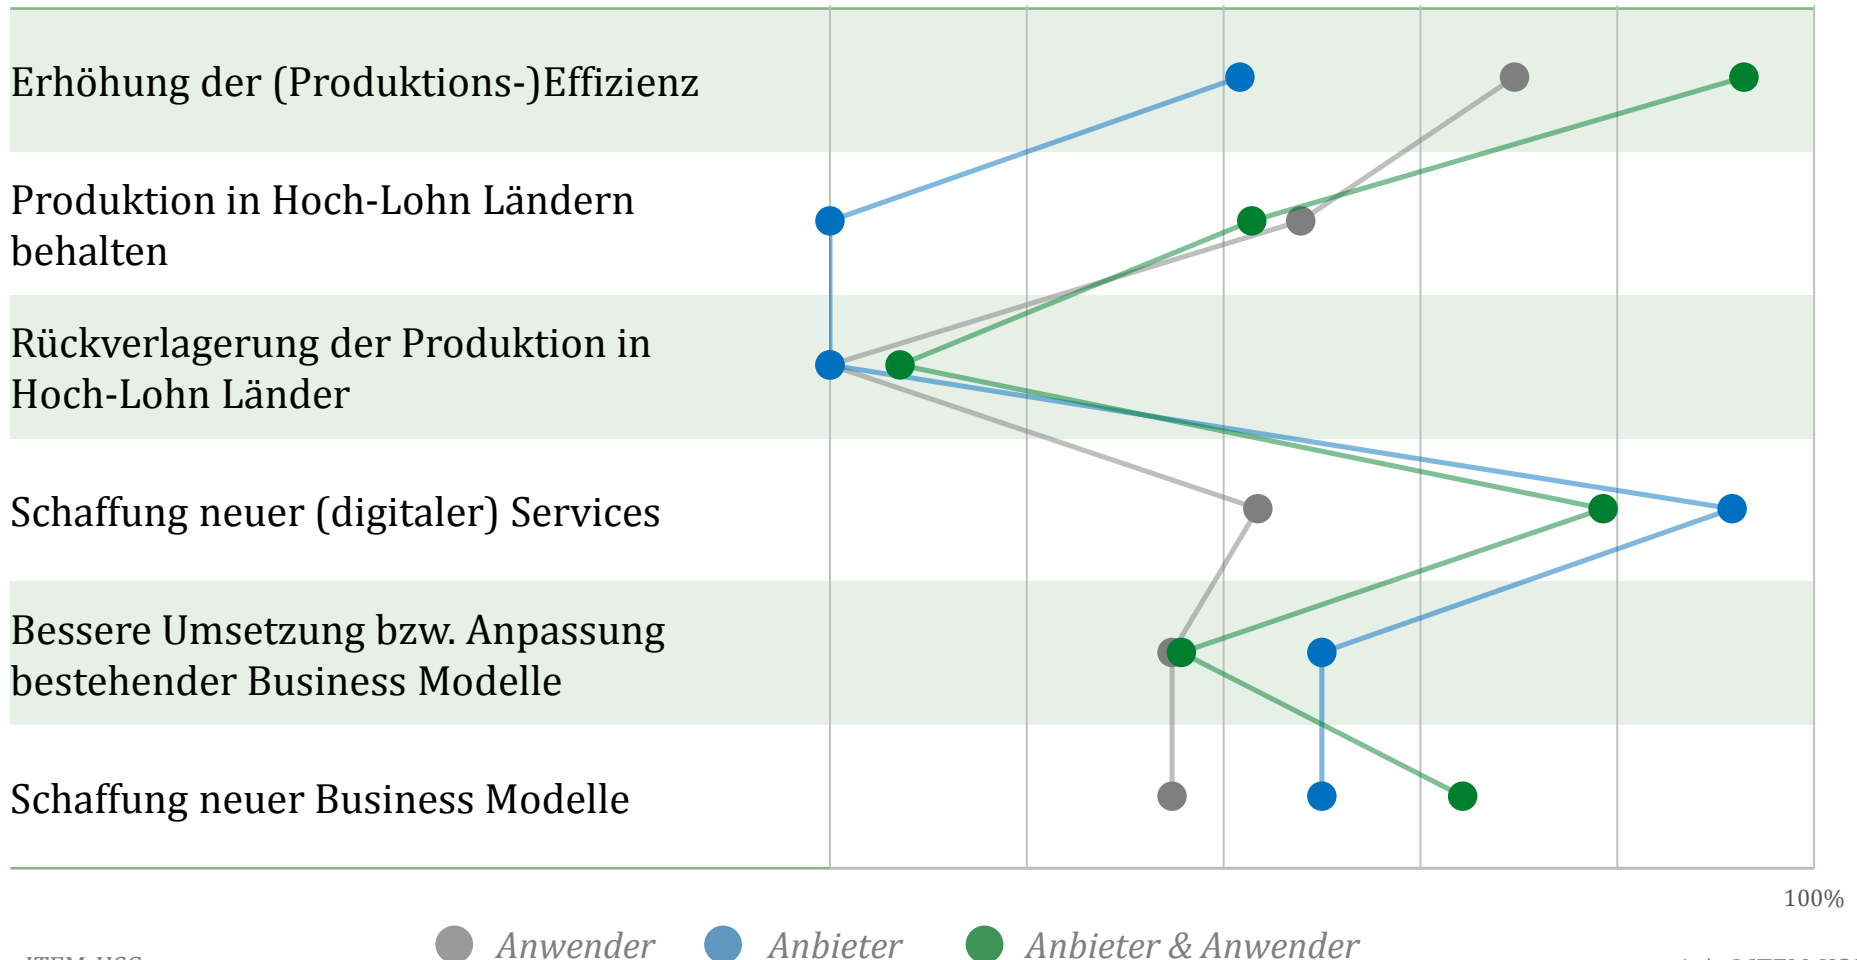 Erhöhung der (Produktions-)Effizienz
Produktion in Hoch-Lohn Ländern
behalten
Rückverlagerung der Produktion in
Hoch-Lohn Länder
Schaffung neuer (digitaler) Services
Bessere Umsetzung bzw. Anpassung
bestehender Business Modelle
Schaffung neuer Business Modelle
100%
Anwender Anbieter Anbieter & Anwender